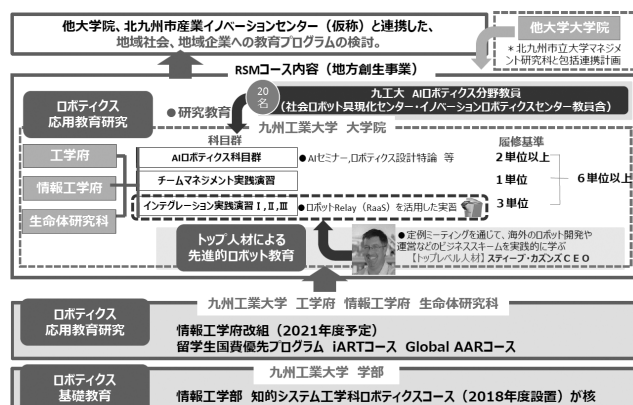 他大学院、北九州市産業イノベーションセンター（仮称）と連携した、
地域社会、地域企業への教育プログラムの検討。
他大学大学院
＊北九州市立大学マネジメ
ント研究科と包括連携計画
RSMコース内容（地方創生事業）
ロボティクス
応用教育研究
●研究教育
20
名
九工大 AIロボティクス分野教員
（社会ロボット具現化センター・イノベーションロボティクスセンター教員含）
九州工業大学 大学院
科目群
履修基準
工学府
情報工学府
生命体研究科
AIロボティクス科目群
●AIセミナー,ロボティクス設計特論 等
2単位以上
チームマネジメント実践演習
1単位
6単位以上
インテグレーション実践演習Ⅰ,Ⅱ,Ⅲ
●ロボットRelay（RaaS）を活用した実習
3単位
トップ人材による
先進的ロボット教育
●定例ミーティングを通じて、海外のロボット開発や
運営などのビジネススキームを実践的に学ぶ
【トップレベル人材】スティーブ・カズンズCEO
九州工業大学 工学府 情報工学府 生命体研究科
ロボティクス
応用教育研究
情報工学府改組（2021年度予定）
留学生国費優先プログラム iARTコース Global AARコース
九州工業大学 学部
ロボティクス
基礎教育
情報工学部 知的システム工学科ロボティクスコース（2018年度設置）が核